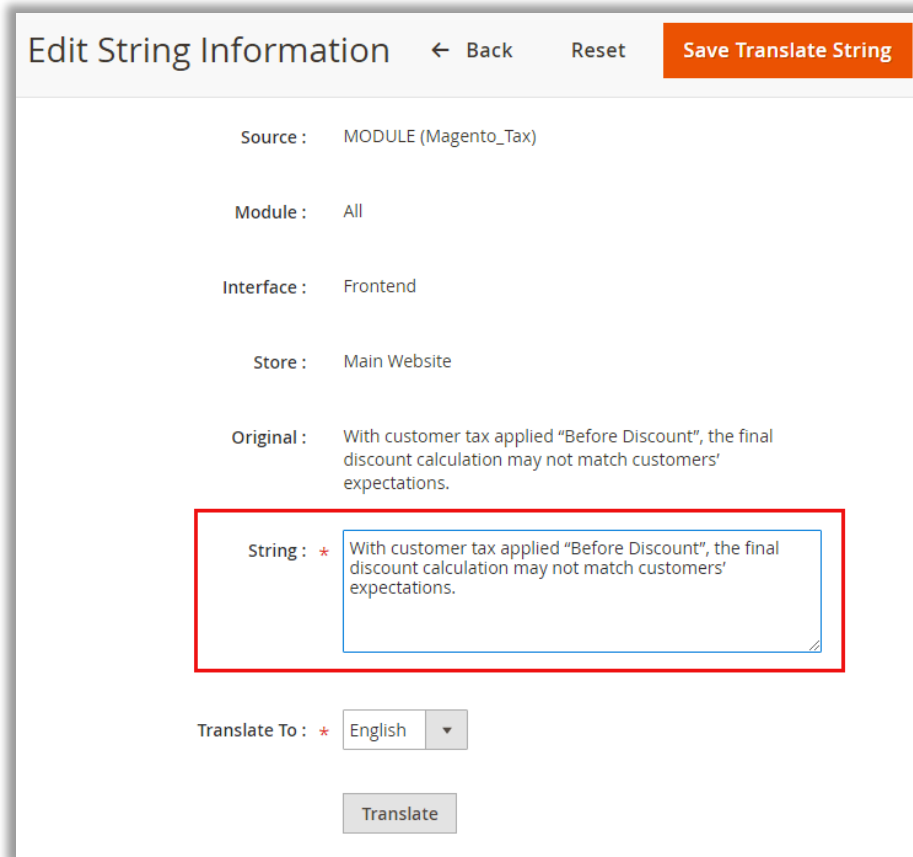 Edit String Information ← Back Reset Save Translate String
Source : MODULE (Magento_Tax)
Module : All
Interface : Frontend
Store : Main Website
Original : With customer tax applied “Before Discount”, the final
discount calculation may not match customers’
expectations.
String : * With customer tax applied “Before Discount”, the final
discount calculation may not match customers’
expectations.
Translate To : * English
Translate